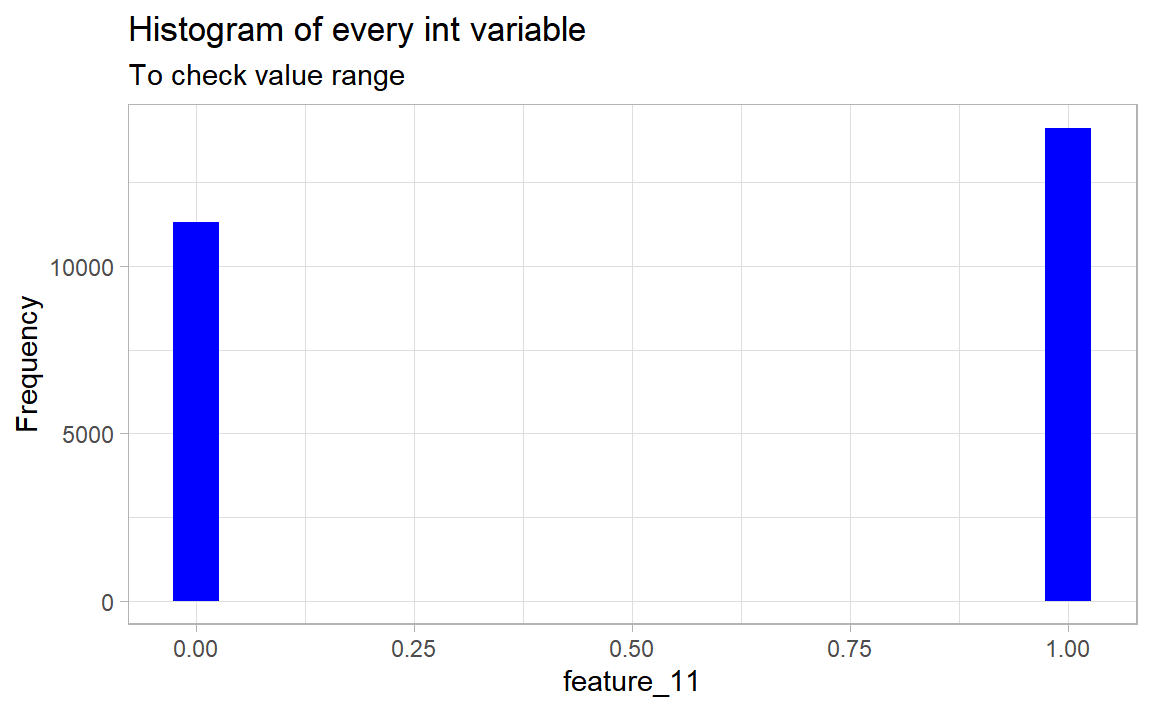 Histogram of every int variable
To check value range
Frequency
10000
5000
0
0.00 0.25 0.50 0.75 1.00
feature_11